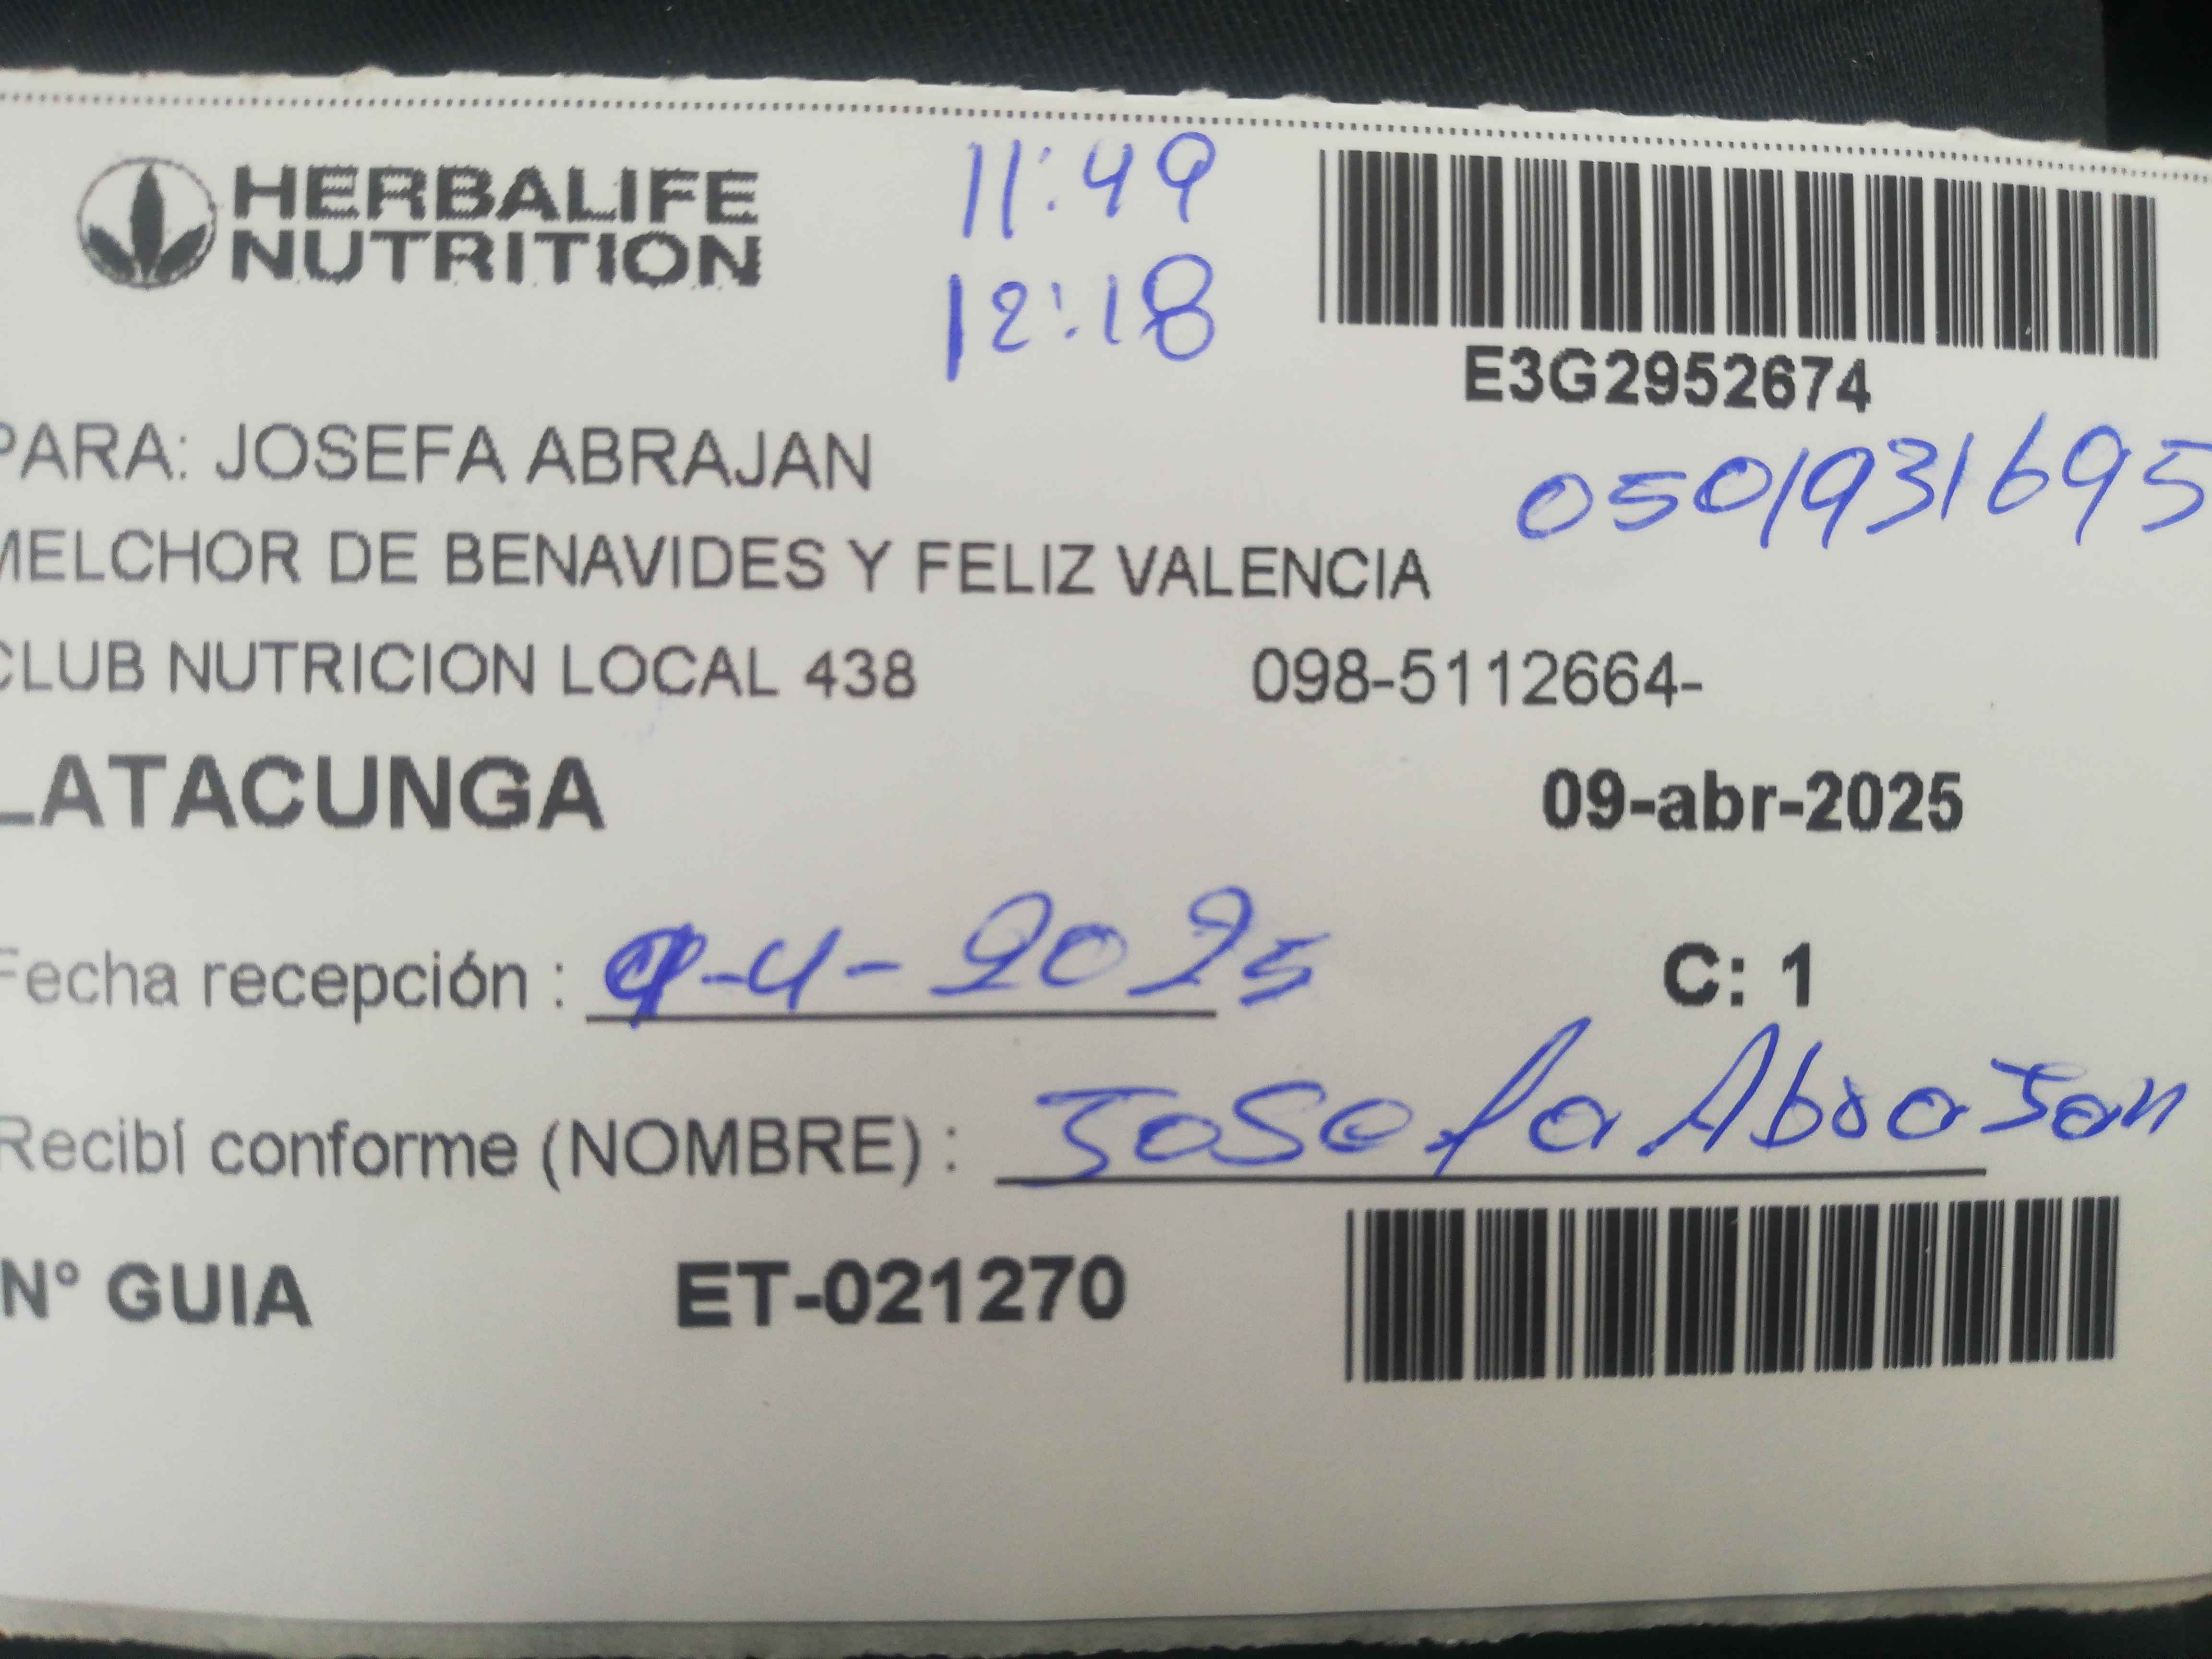 HERBALIFE
NUTRITION
11:49
12:18
E3G2952674
0501931695
PARA: JOSEFA ABRAJAN
MELCHOR DE BENAVIDES Y FELIZ VALENCIA
CLUB NUTRICION LOCAL 438 098-5112664-
LATACUNGA 09-abr-2025
Fecha recepción : 9-4-2025 C: 1
Recibí conforme (NOMBRE) : Josefa Abrajan
N° GUIA ET-021270